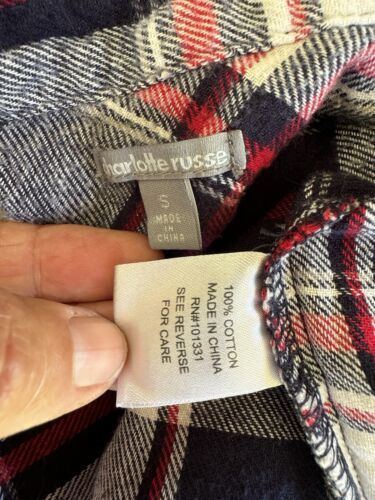 charlotte russe
S
MADE
IN
CHINA
100% COTTON
MADE IN CHINA
RN#101331
SEE REVERSE
FOR CARE